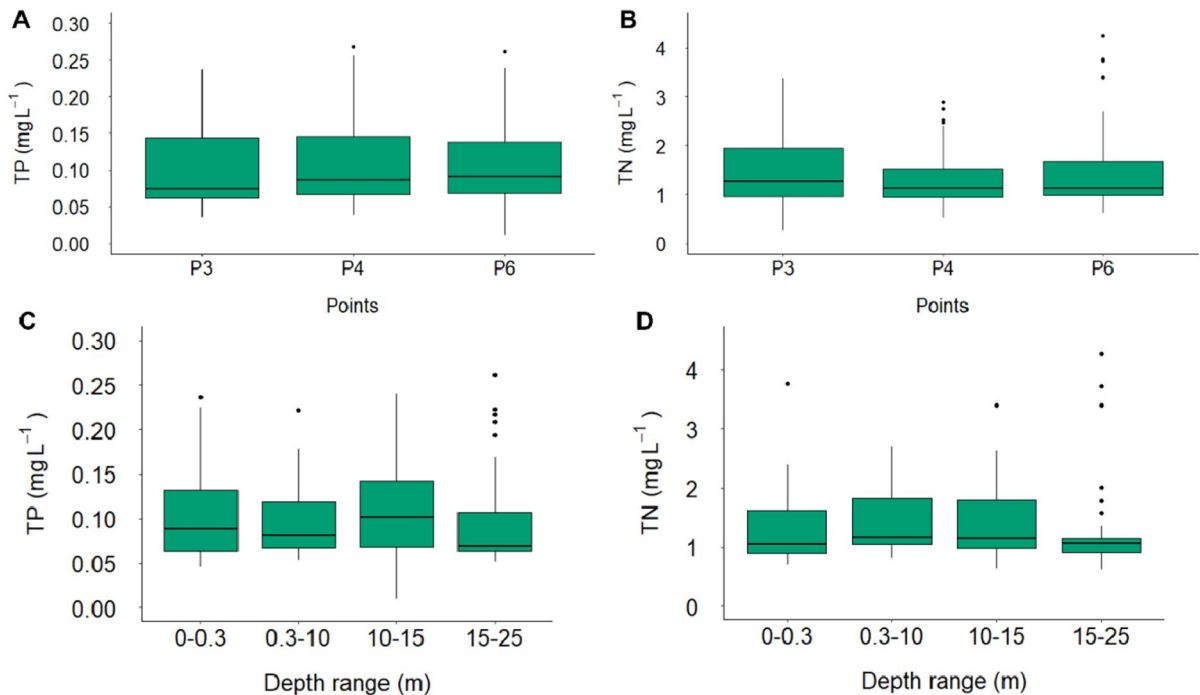 A
TP (mg L⁻¹)
0.30
0.25
0.20
0.15
0.10
0.05
0.00
P3 P4 P6
Points
B
TN (mg L⁻¹)
4
3
2
1
0
P3 P4 P6
Points
C
TP (mg L⁻¹)
0.30
0.25
0.20
0.15
0.10
0.05
0.00
0-0.3 0.3-10 10-15 15-25
Depth range (m)
D
TN (mg L⁻¹)
4
3
2
1
0
0-0.3 0.3-10 10-15 15-25
Depth range (m)